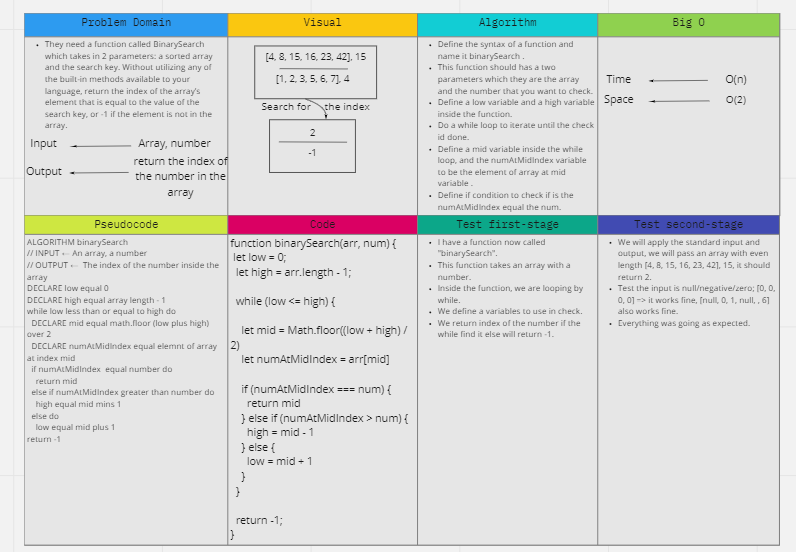 Problem Domain
• They need a function called BinarySearch
which takes in 2 parameters: a sorted array
and the search key. Without utilizing any of
the built-in methods available to your
language, return the index of the array's
element that is equal to the value of the
search key, or -1 if the element is not in the
array.
Input
Array, number
Output
return the index of
the number in the
array
Visual
[4, 8, 15, 16, 23, 42], 15
[1, 2, 3, 5, 6, 7], 4
Search for the index
2
-1
Algorithm
• Define the syntax of a function and
name it binarySearch .
• This function should has a two
parameters which they are the array
and the number that you want to check.
• Define a low variable and a high variable
inside the function.
• Do a while loop to iterate until the check
id done.
• Define a mid variable inside the while
loop, and the numAtMidIndex variable
to be the element of array at mid
variable .
• Define if condition to check if is the
numAtMidIndex equal the num.
Big O
Time
O(n)
Space
O(2)
Pseudocode
ALGORITHM binarySearch
// INPUT <-- An array, a number
// OUTPUT <-- The index of the number inside the
array
DECLARE low equal 0
DECLARE high equal array length - 1
while low less than or equal to high do
DECLARE mid equal math.floor (low plus high)
over 2
DECLARE numAtMidIndex equal elemnt of array
at index mid
if numAtMidIndex equal number do
return mid
else if numAtMidIndex greater than number do
high equal mid mins 1
else do
low equal mid plus 1
return -1
Code
function binarySearch(arr, num) {
let low = 0;
let high = arr.length - 1;
while (low <= high) {
let mid = Math.floor((low + high) /
2)
let numAtMidIndex = arr[mid]
if (numAtMidIndex === num) {
return mid
} else if (numAtMidIndex > num) {
high = mid - 1
} else {
low = mid + 1
}
}
return -1;
}
Test first-stage
• I have a function now called
"binarySearch".
• This function takes an array with a
number.
• Inside the function, we are looping by
while.
• We define a variables to use in check.
• We return index of the number if the
while find it else will return -1.
Test second-stage
• We will apply the standard input and
output, we will pass an array with even
length [4, 8, 15, 16, 23, 42], 15, it should
return 2.
• Test the input is null/negative/zero; [0, 0,
0, 0] => it works fine, [null, 0, 1, null, , 6]
also works fine.
• Everything was going as expected.